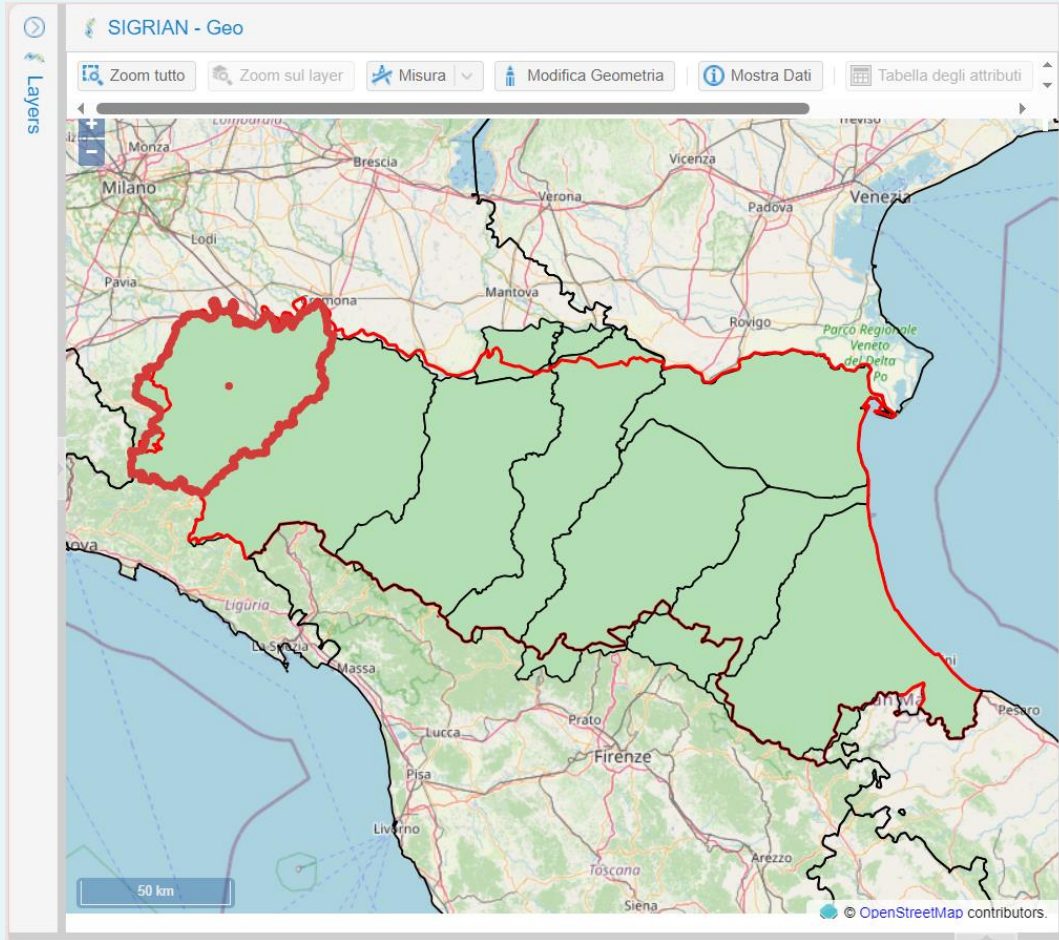 SIGRIAN - Geo
Layers
Zoom tutto
Zoom sul layer
Misura
Modifica Geometria
Mostra Dati
Tabella degli attributi
+
−
Lombardia
Treviso
Monza
Brescia
Vicenza
Milano
Verona
Padova
Venezia
Lodi
Pavia
Mantova
Rovigo
Parco Regionale
Veneto
del Delta
Po
Liguria
La Spezia
Massa
Pesaro
Prato
Lucca
Firenze
Pisa
Livorno
Arezzo
Toscana
Siena
50 km
© OpenStreetMap contributors.